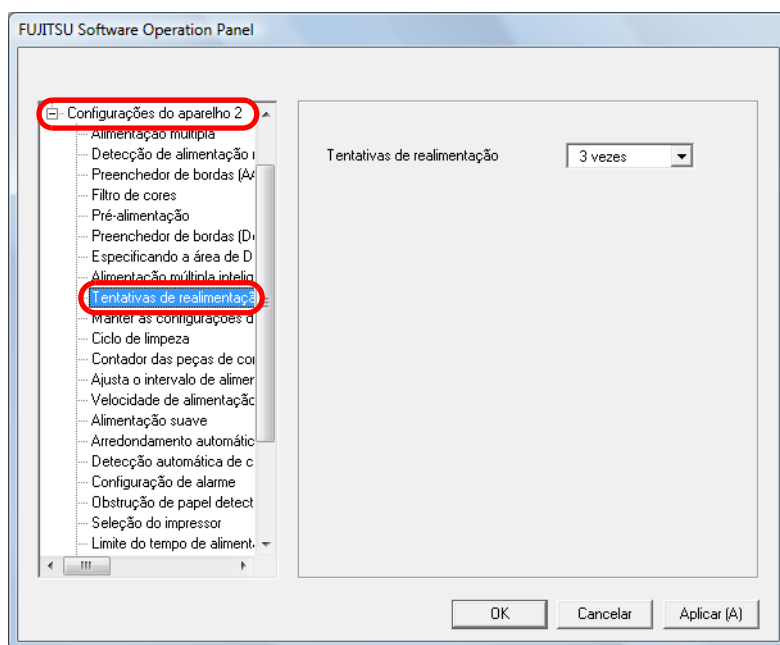 FUJITSU Software Operation Panel
Configurações do aparelho 2
Alimentação múltipla
Detecção de alimentação
Preenchedor de bordas (A
Filtro de cores
Pré-alimentação
Preenchedor de bordas (D
Especificando a área de D
Alimentação múltipla intelig
Tentativas de realimentaçã
Manter as configurações d
Ciclo de limpeza
Contador das peças de co
Ajusta o intervalo de alimen
Velocidade de alimentaçã
Alimentação suave
Arredondamento automátic
Detecção automática de c
Configuração de alarme
Obstrução de papel detect
Seleção do impressor
Limite do tempo de aliment
Tentativas de realimentação
3 vezes
OK
Cancelar
Aplicar (A)